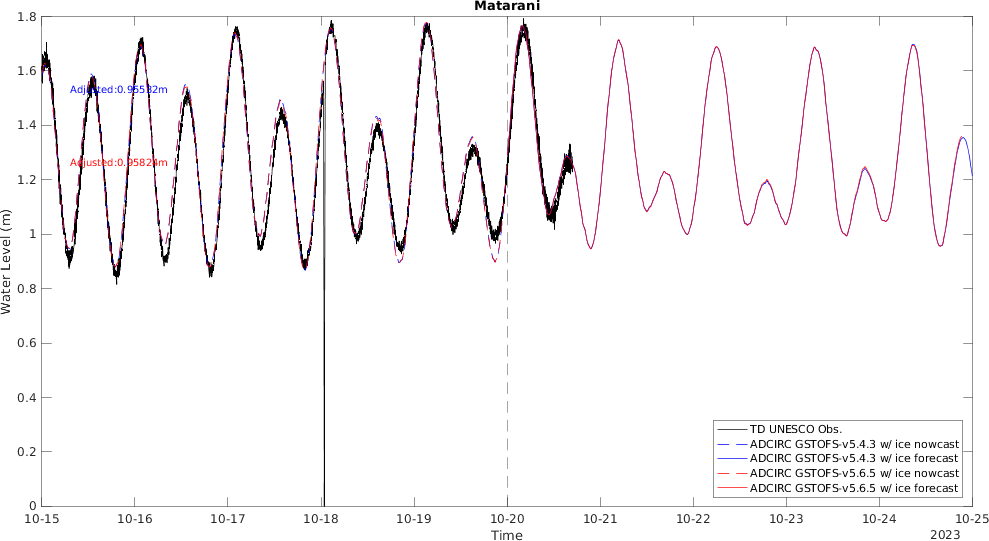 Matarani
1.8
1.6
1.4
1.2
1
0.8
0.6
0.4
0.2
0
Water Level (m)
Adjusted:0.95532m
Adjusted:0.95824m
TD UNESCO Obs.
ADCIRC GSTOFS-v5.4.3 w/ ice nowcast
ADCIRC GSTOFS-v5.4.3 w/ ice forecast
ADCIRC GSTOFS-v5.6.5 w/ ice nowcast
ADCIRC GSTOFS-v5.6.5 w/ ice forecast
10-15 10-16 10-17 10-18 10-19 10-20 10-21 10-22 10-23 10-24 10-25
Time
2023